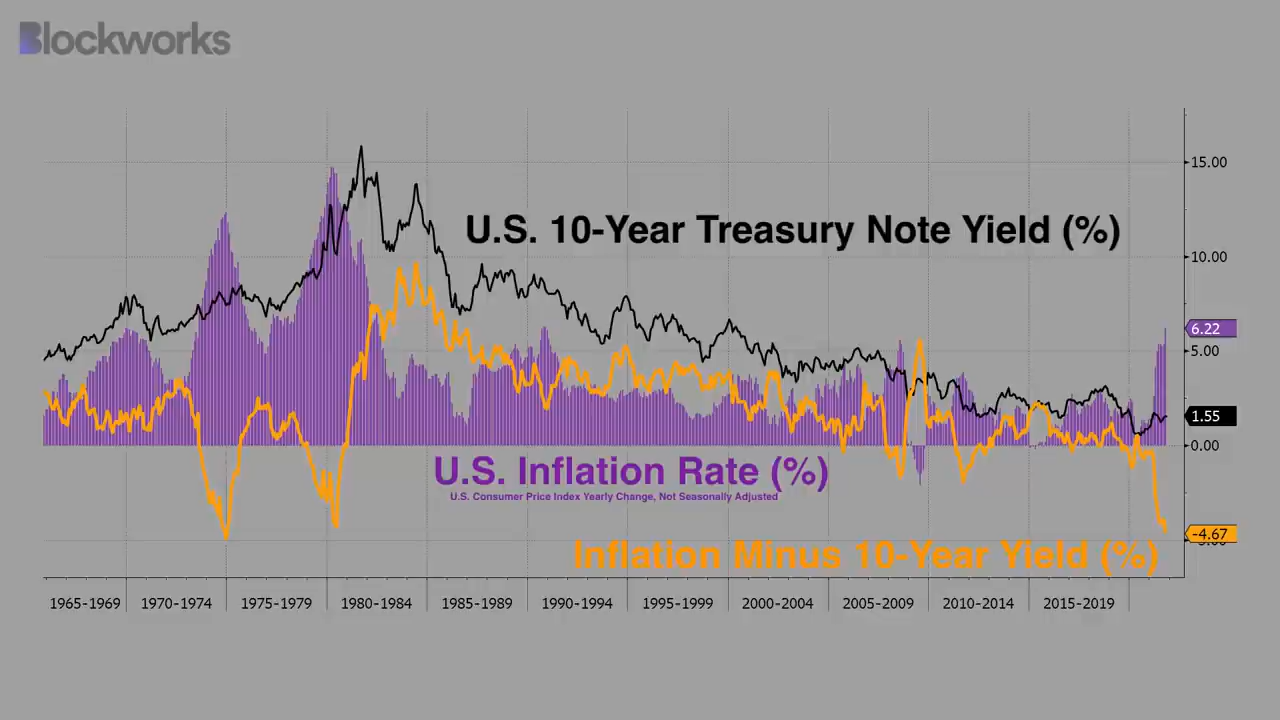 Blockworks
15.00
U.S. 10-Year Treasury Note Yield (%)
10.00
6.22
5.00
1.55
0.00
U.S. Inflation Rate (%)
U.S. Consumer Price Index Yearly Change, Not Seasonally Adjusted
-4.67
-5.00
Inflation Minus 10-Year Yield (%)
1965-1969 1970-1974 1975-1979 1980-1984 1985-1989 1990-1994 1995-1999 2000-2004 2005-2009 2010-2014 2015-2019